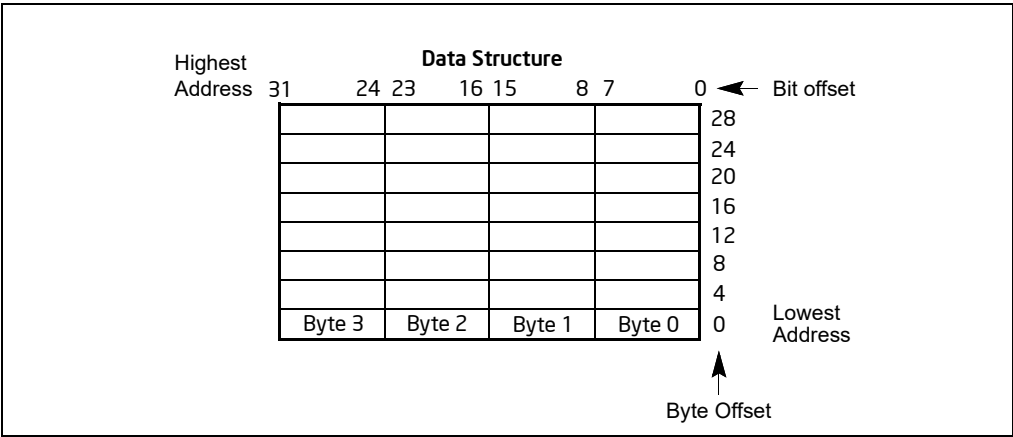 Data Structure
Highest
Address
31 24 23 16 15 8 7 0
Bit offset
28
24
20
16
12
8
4
Byte 3 Byte 2 Byte 1 Byte 0 0
Lowest
Address
Byte Offset